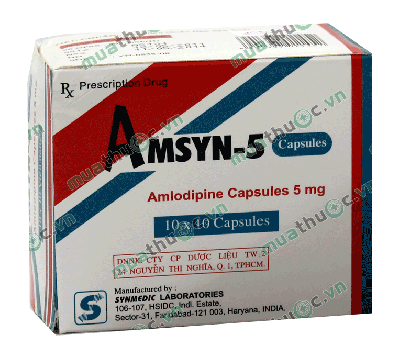 Rx Prescription Drug
AMSYN-5 Capsules
Amlodipine Capsules 5 mg
10 x 10 Capsules
DNNK CTY CP DƯỢC LIỆU TW 2
24 NGUYỄN THỊ NGHĨA, Q. 1, TPHCM.
Manufactured by :
SYNMEDIC LABORATORIES
106-107, HSIDC, Indl. Estate,
Sector-31, Faridabad-121 003, Haryana, INDIA.
S
muathuốc.vn